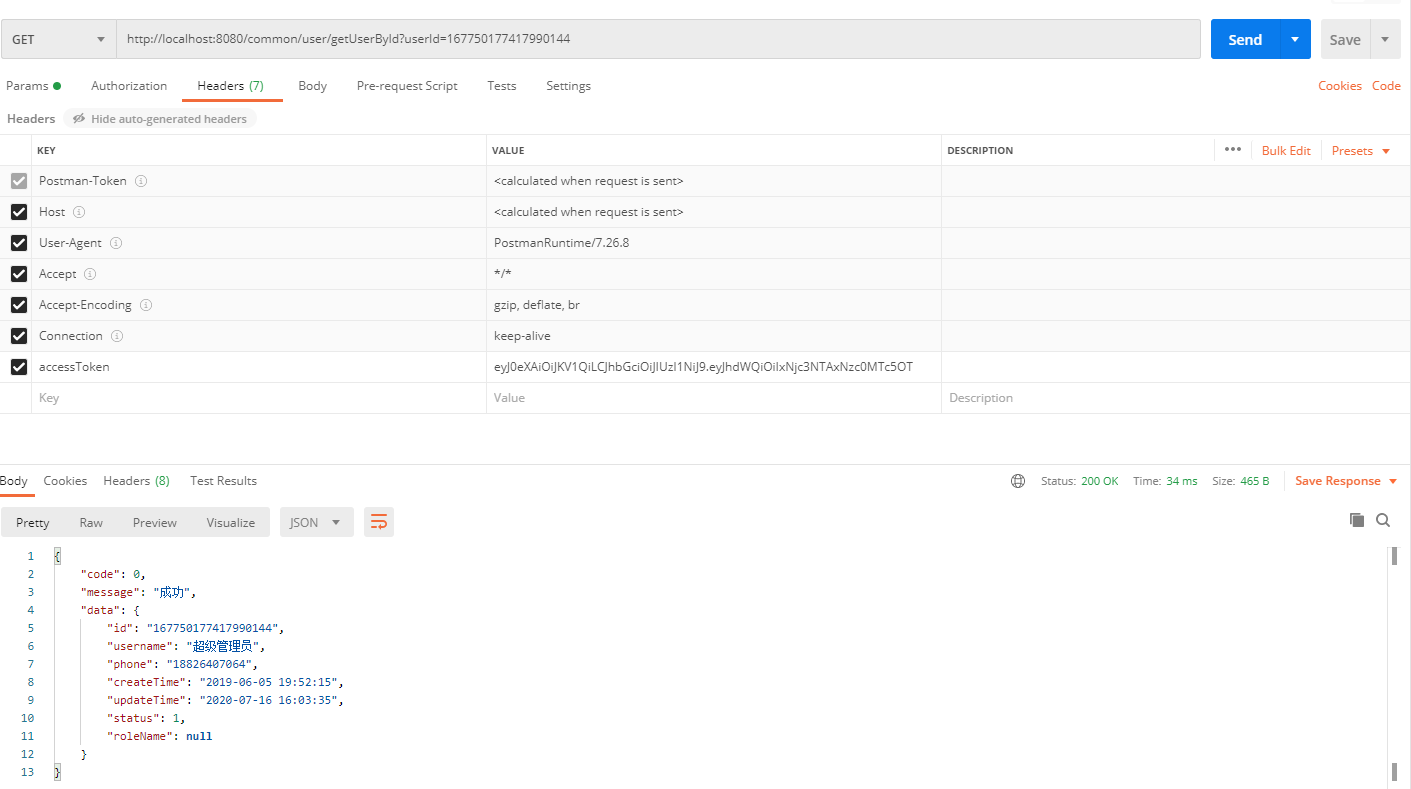 GET http://localhost:8080/common/user/getUserById?userId=167750177417990144 Send Save
Params Authorization Headers (7) Body Pre-request Script Tests Settings Cookies Code
Headers Hide auto-generated headers
KEY VALUE DESCRIPTION ••• Bulk Edit Presets
Postman-Token <calculated when request is sent>
Host <calculated when request is sent>
User-Agent PostmanRuntime/7.26.8
Accept */*
Accept-Encoding gzip, deflate, br
Connection keep-alive
accessToken eyJ0eXAiOiJKV1QiLCJhbGciOiJIUzI1NiJ9.eyJhdWQiOiIxNjc3NTAxNzc0MTc5OT
Key Value Description
Body Cookies Headers (8) Test Results Status: 200 OK Time: 34 ms Size: 465 B Save Response
Pretty Raw Preview Visualize JSON
1 {
2 "code": 0,
3 "message": "成功",
4 "data": {
5 "id": "167750177417990144",
6 "username": "超级管理员",
7 "phone": "18826407064",
8 "createTime": "2019-06-05 19:52:15",
9 "updateTime": "2020-07-16 16:03:35",
10 "status": 1,
11 "roleName": null
12 }
13 }